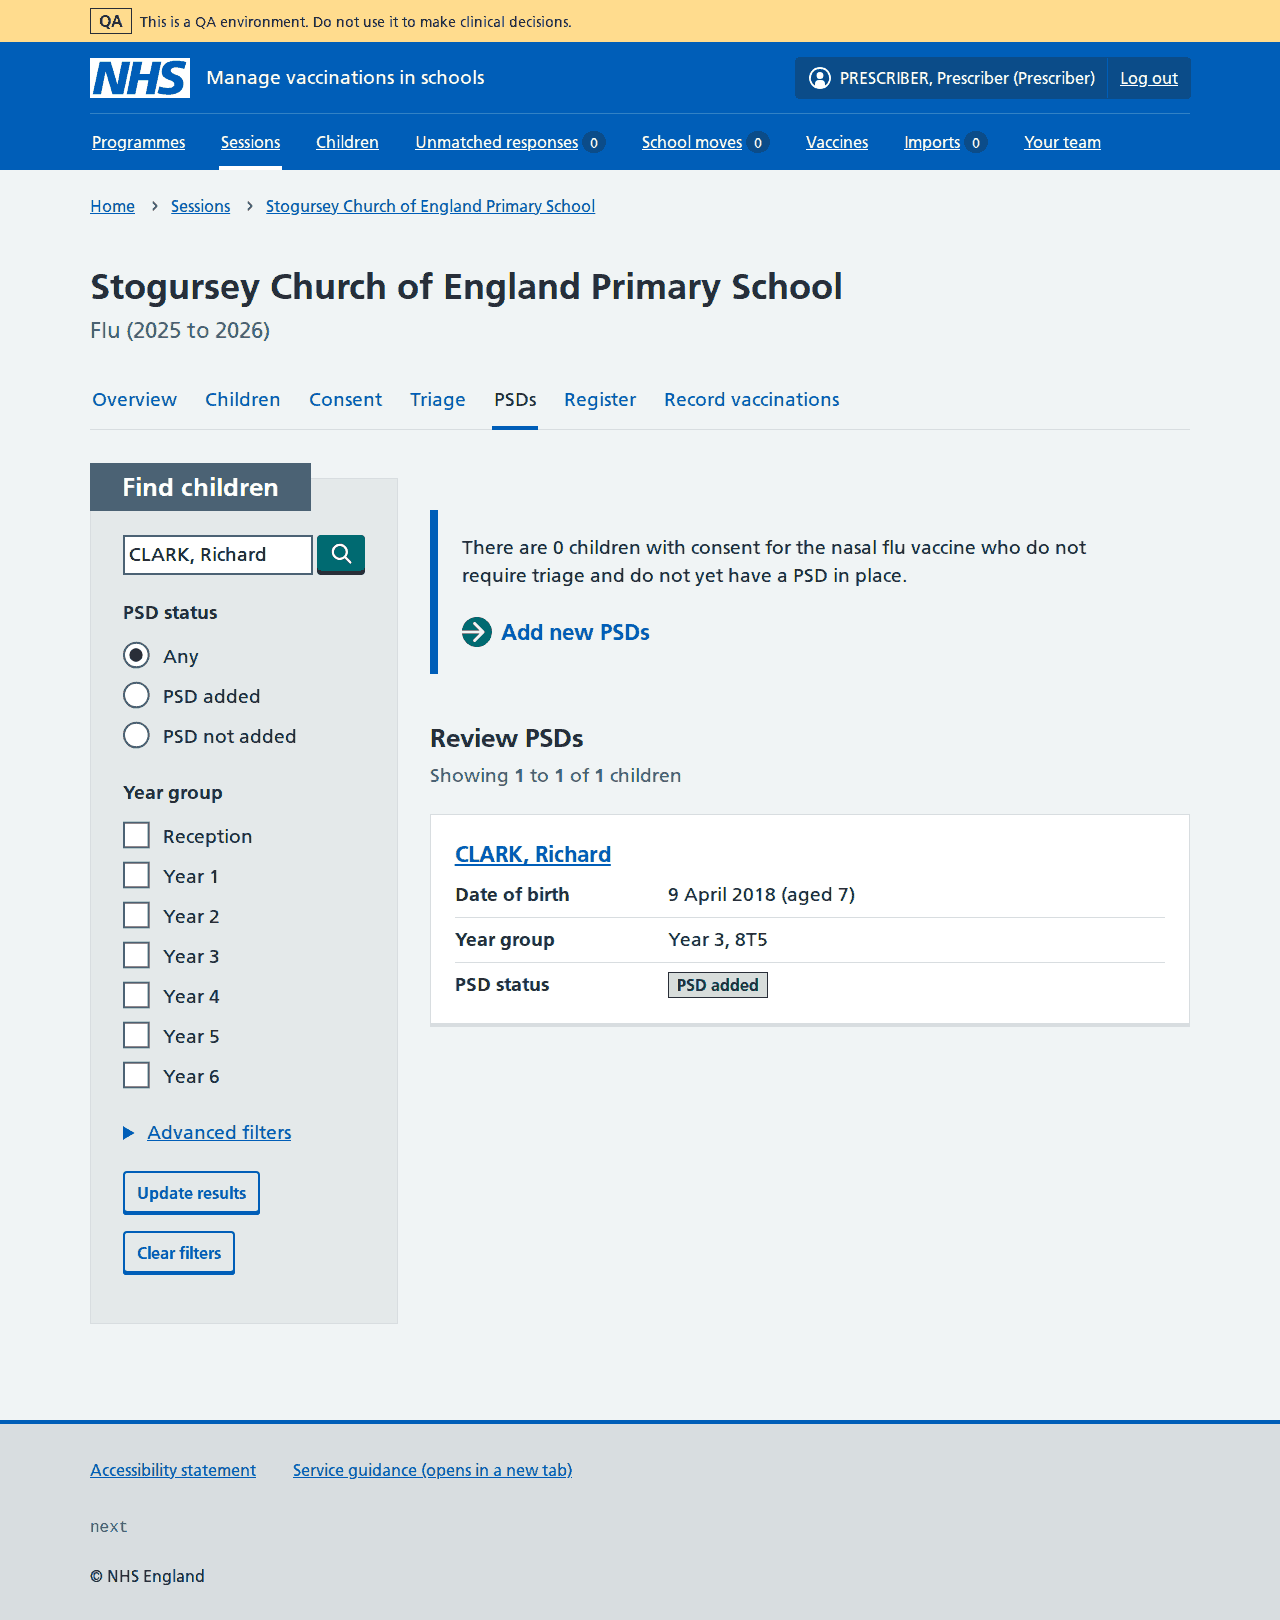 QA This is a QA environment. Do not use it to make clinical decisions.
NHS Manage vaccinations in schools PRESCRIBER, Prescriber (Prescriber) Log out
Programmes Sessions Children Unmatched responses 0 School moves 0 Vaccines Imports 0 Your team
Home Sessions Stogursey Church of England Primary School
Stogursey Church of England Primary School
Flu (2025 to 2026)
Overview Children Consent Triage PSDs Register Record vaccinations
Find children
CLARK, Richard
PSD status
Any
PSD added
PSD not added
Year group
Reception
Year 1
Year 2
Year 3
Year 4
Year 5
Year 6
Advanced filters
Update results
Clear filters
There are 0 children with consent for the nasal flu vaccine who do not
require triage and do not yet have a PSD in place.
Add new PSDs
Review PSDs
Showing 1 to 1 of 1 children
CLARK, Richard
Date of birth 9 April 2018 (aged 7)
Year group Year 3, 8T5
PSD status PSD added
Accessibility statement Service guidance (opens in a new tab)
next
© NHS England